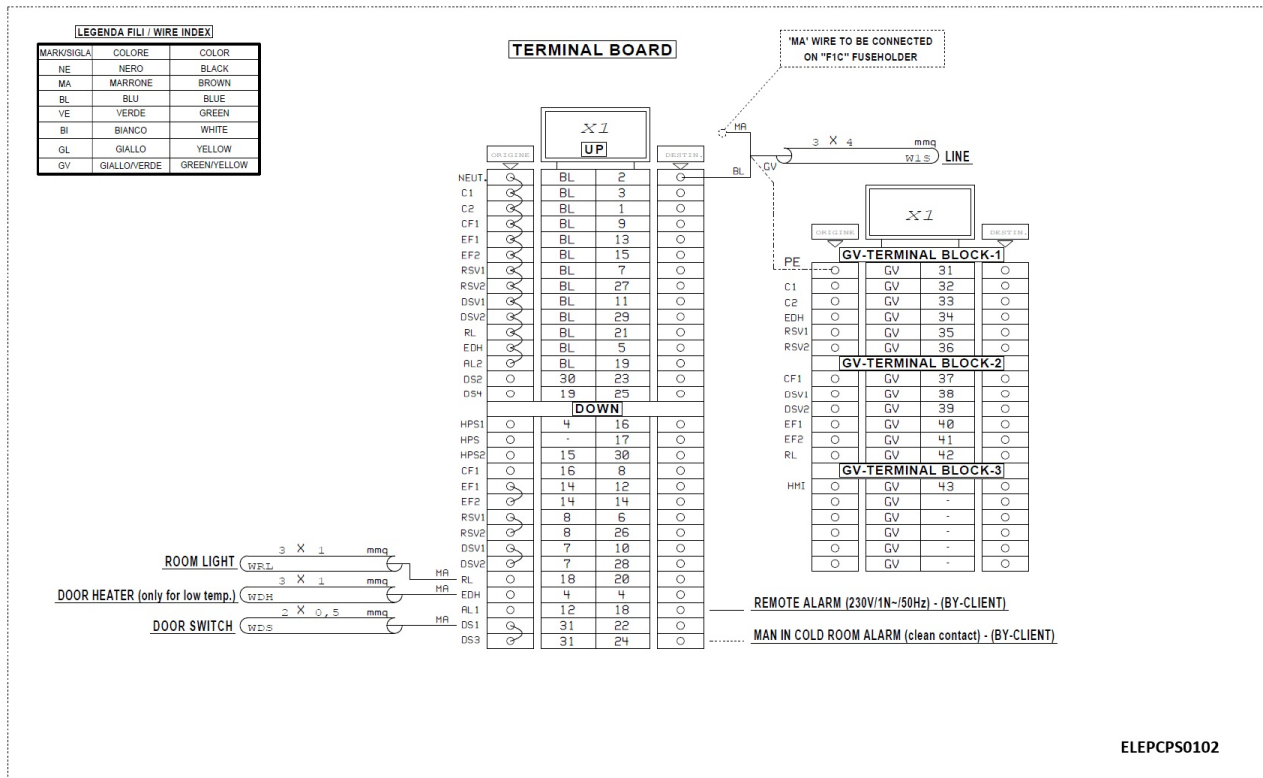 LEGENDA FILI / WIRE INDEX
MARK/SIGLA COLORE COLOR
NE NERO BLACK
MA MARRONE BROWN
BL BLU BLUE
VE VERDE GREEN
BI BIANCO WHITE
GL GIALLO YELLOW
GV GIALLO/VERDE GREEN/YELLOW
TERMINAL BOARD
'MA' WIRE TO BE CONNECTED
ON "F1C" FUSEHOLDER
X1
UP
ORIGINE DESTIN.
NEUT. BL 2
C1 BL 3
C2 BL 1
CF1 BL 9
EF1 BL 13
EF2 BL 15
RSV1 BL 7
RSV2 BL 27
DSV1 BL 11
DSV2 BL 29
RL BL 21
EDH BL 5
AL2 BL 19
DS2 30 23
DS4 19 25
DOWN
HPS1 4 16
HPS - 17
HPS2 15 30
CF1 16 8
EF1 14 12
EF2 14 14
RSV1 8 6
RSV2 8 26
DSV1 7 10
DSV2 7 28
RL 18 20
EDH 4 4
AL1 12 18
DS1 31 22
DS3 31 24
MA
BL
GV
3 X 4 mmq
W1S LINE
X1
ORIGINE DESTIN.
GV-TERMINAL BLOCK-1
PE GV 31
C1 GV 32
C2 GV 33
EDH GV 34
RSV1 GV 35
RSV2 GV 36
GV-TERMINAL BLOCK-2
CF1 GV 37
DSV1 GV 38
DSV2 GV 39
EF1 GV 40
EF2 GV 41
RL GV 42
GV-TERMINAL BLOCK-3
HMI GV 43
GV -
GV -
GV -
GV -
GV -
3 X 1 mmq
ROOM LIGHT WRL MA
3 X 1 mmq
DOOR HEATER (only for low temp.) WDH MA
2 X 0,5 mmq
DOOR SWITCH WDS MA
REMOTE ALARM (230V/1N~/50Hz) - (BY-CLIENT)
MAN IN COLD ROOM ALARM (clean contact) - (BY-CLIENT)
ELEPCPS0102